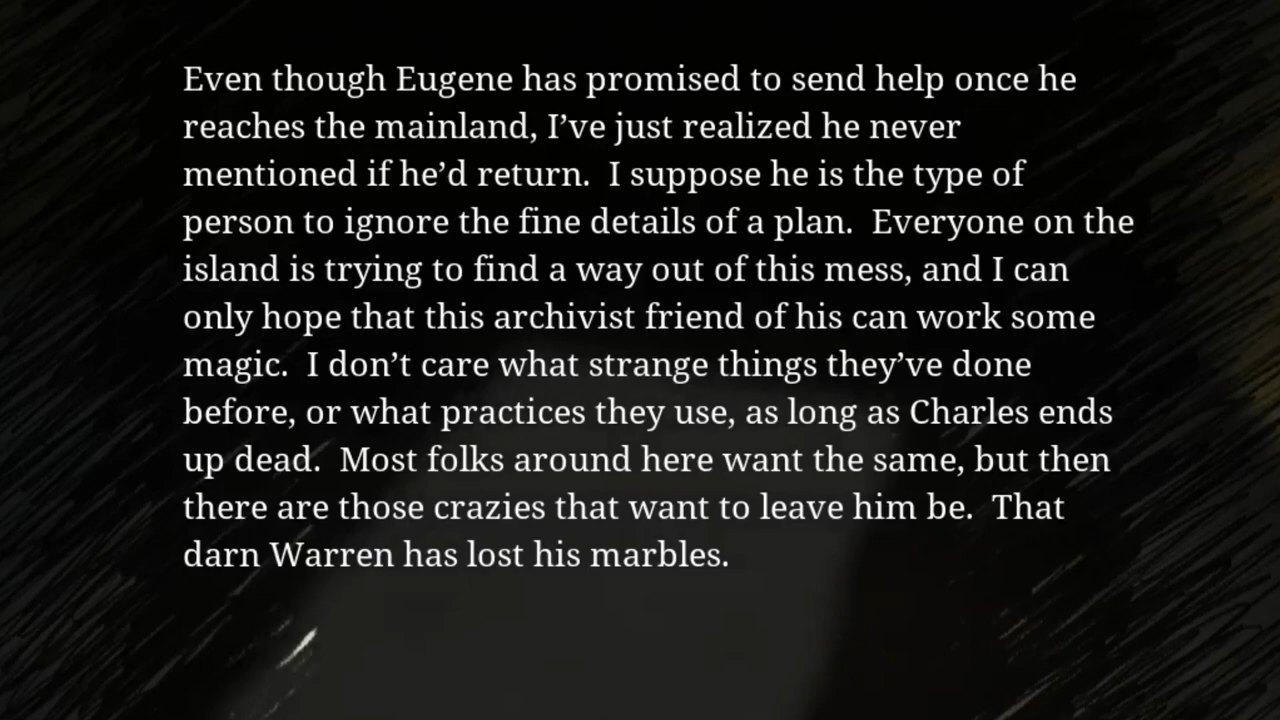 Even though Eugene has promised to send help once he
reaches the mainland, I’ve just realized he never
mentioned if he’d return.  I suppose he is the type of
person to ignore the fine details of a plan.  Everyone on the
island is trying to find a way out of this mess, and I can
only hope that this archivist friend of his can work some
magic.  I don’t care what strange things they’ve done
before, or what practices they use, as long as Charles ends
up dead.  Most folks around here want the same, but then
there are those crazies that want to leave him be.  That
darn Warren has lost his marbles.